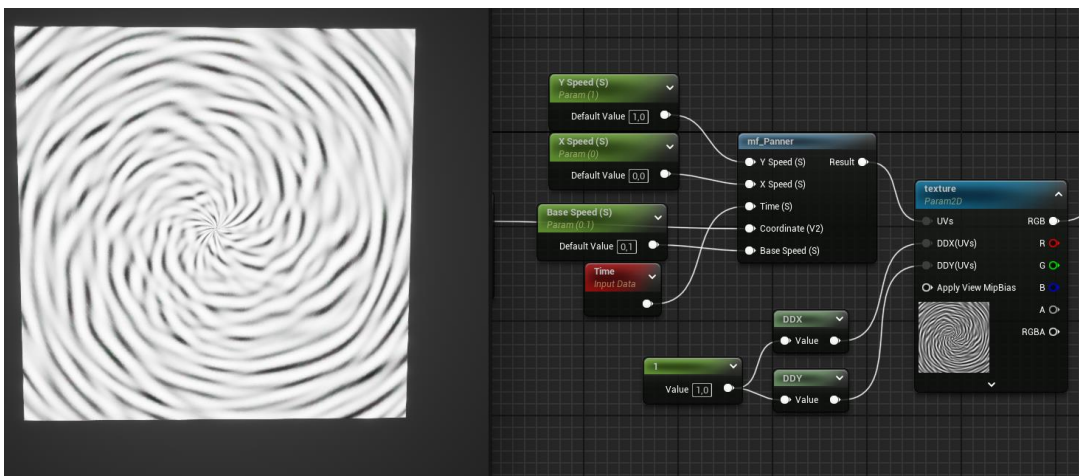 Y Speed (S)
Param (1)
Default Value 1,0
X Speed (S)
Param (0)
Default Value 0,0
Base Speed (S)
Param (0.1)
Default Value 0,1
Time
Input Data
mf_Panner
Y Speed (S) Result
X Speed (S)
Time (S)
Coordinate (V2)
Base Speed (S)
1
Value 1,0
DDX
Value
DDY
Value
texture
Param2D
UVs RGB
DDX(UVs) R
DDY(UVs) G
Apply View MipBias B
A
RGBA